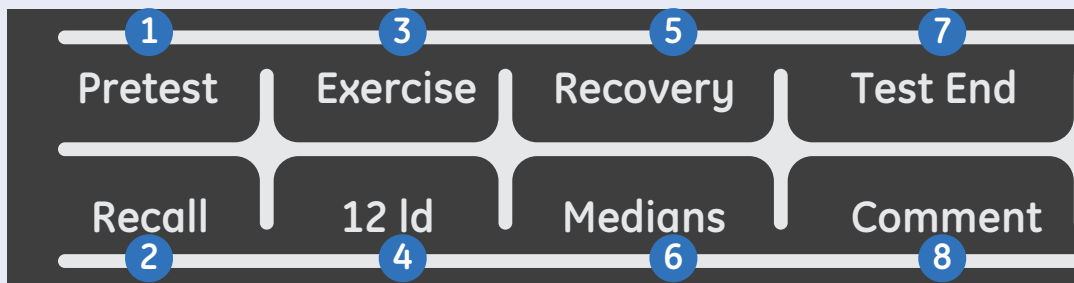 1 3 5 7
Pretest Exercise Recovery Test End
Recall 12 ld Medians Comment
2 4 6 8